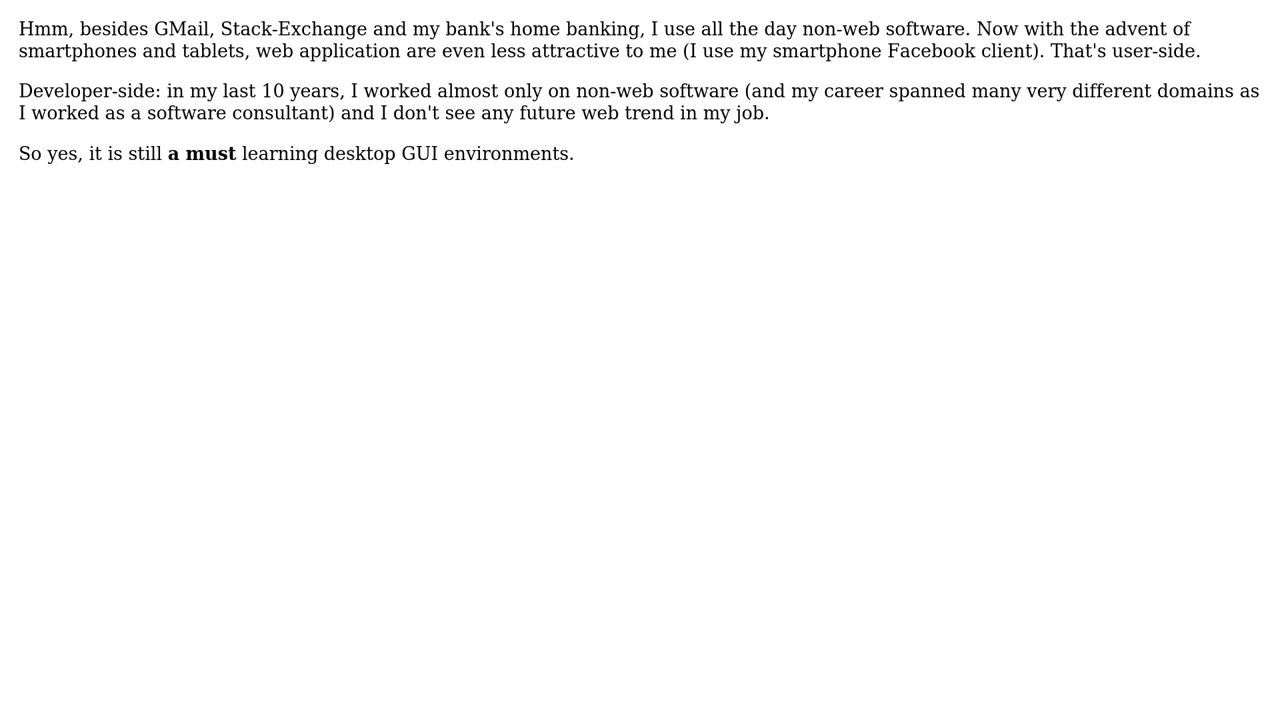 Hmm, besides GMail, Stack-Exchange and my bank's home banking, I use all the day non-web software. Now with the advent of
smartphones and tablets, web application are even less attractive to me (I use my smartphone Facebook client). That's user-side.
Developer-side: in my last 10 years, I worked almost only on non-web software (and my career spanned many very different domains as
I worked as a software consultant) and I don't see any future web trend in my job.
So yes, it is still a must learning desktop GUI environments.